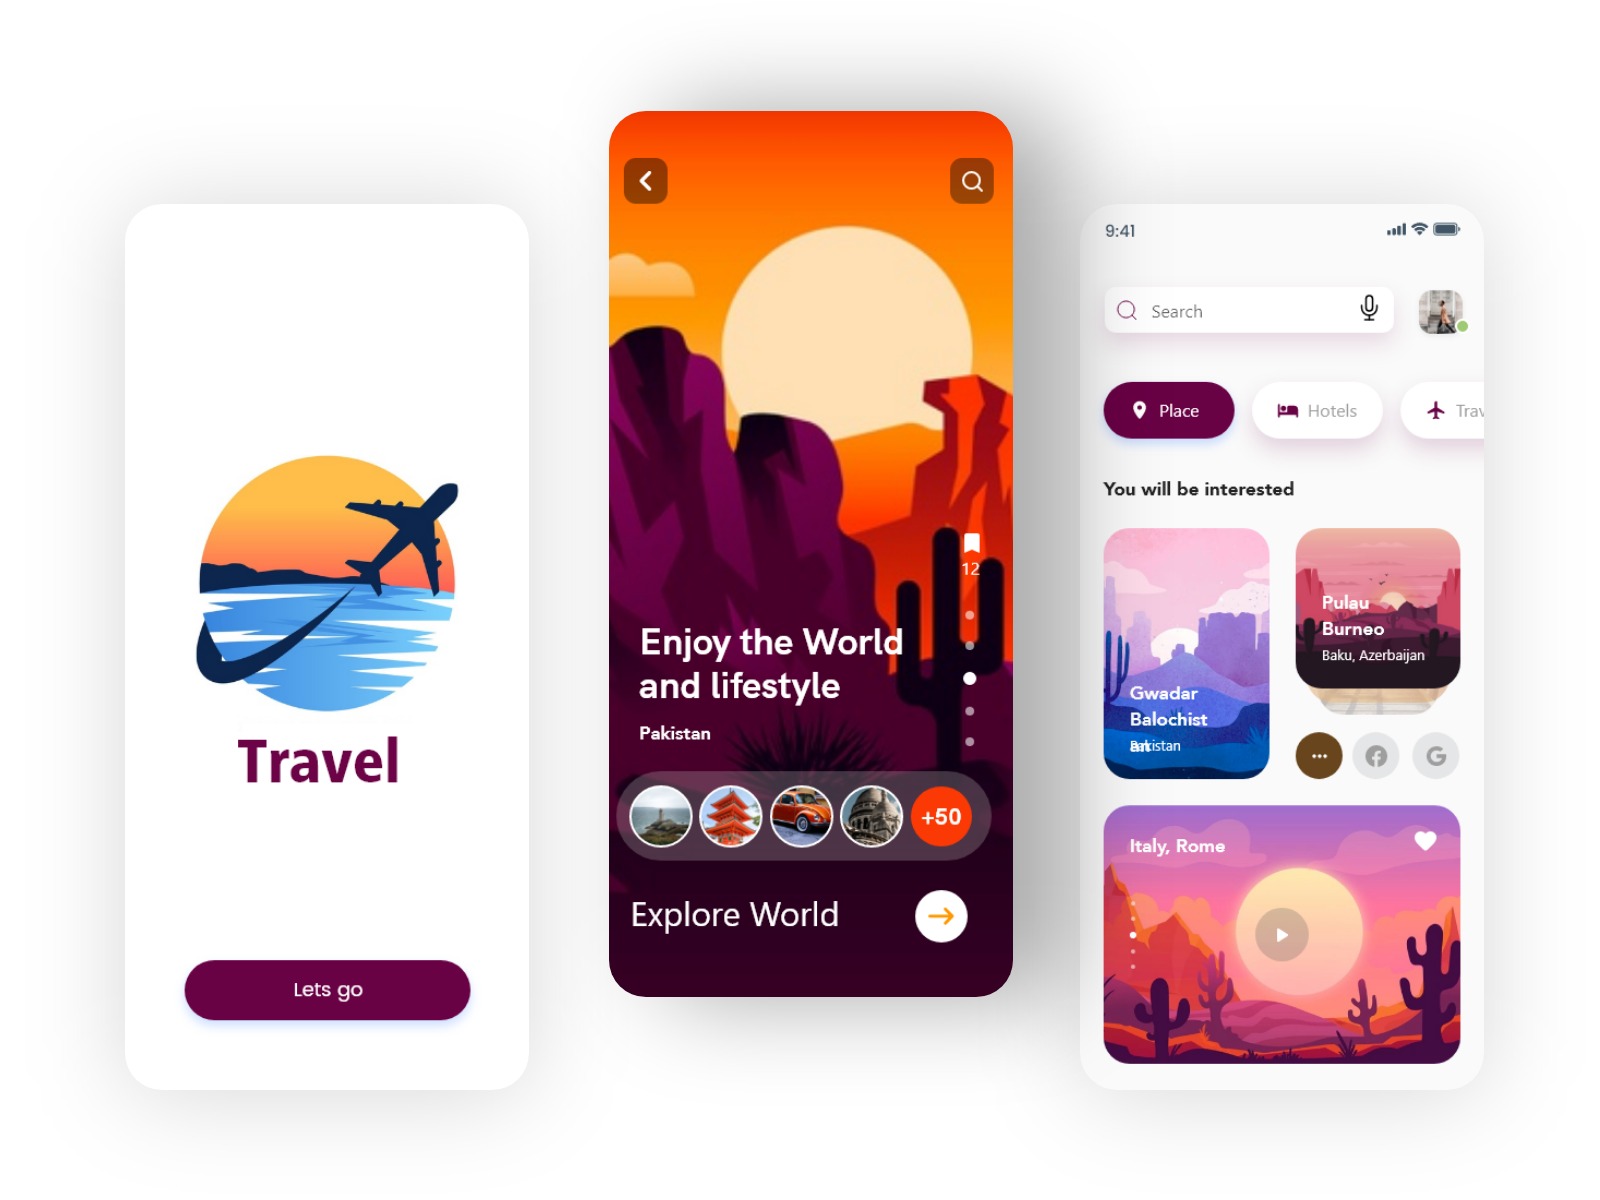 Travel
Lets go
12
Enjoy the World
and lifestyle
Pakistan
+50
Explore World
9:41
Search
Place
Hotels
Trav
You will be interested
Gwadar
Balochist
an
Pakistan
Pulau
Burneo
Baku, Azerbaijan
G
Italy, Rome